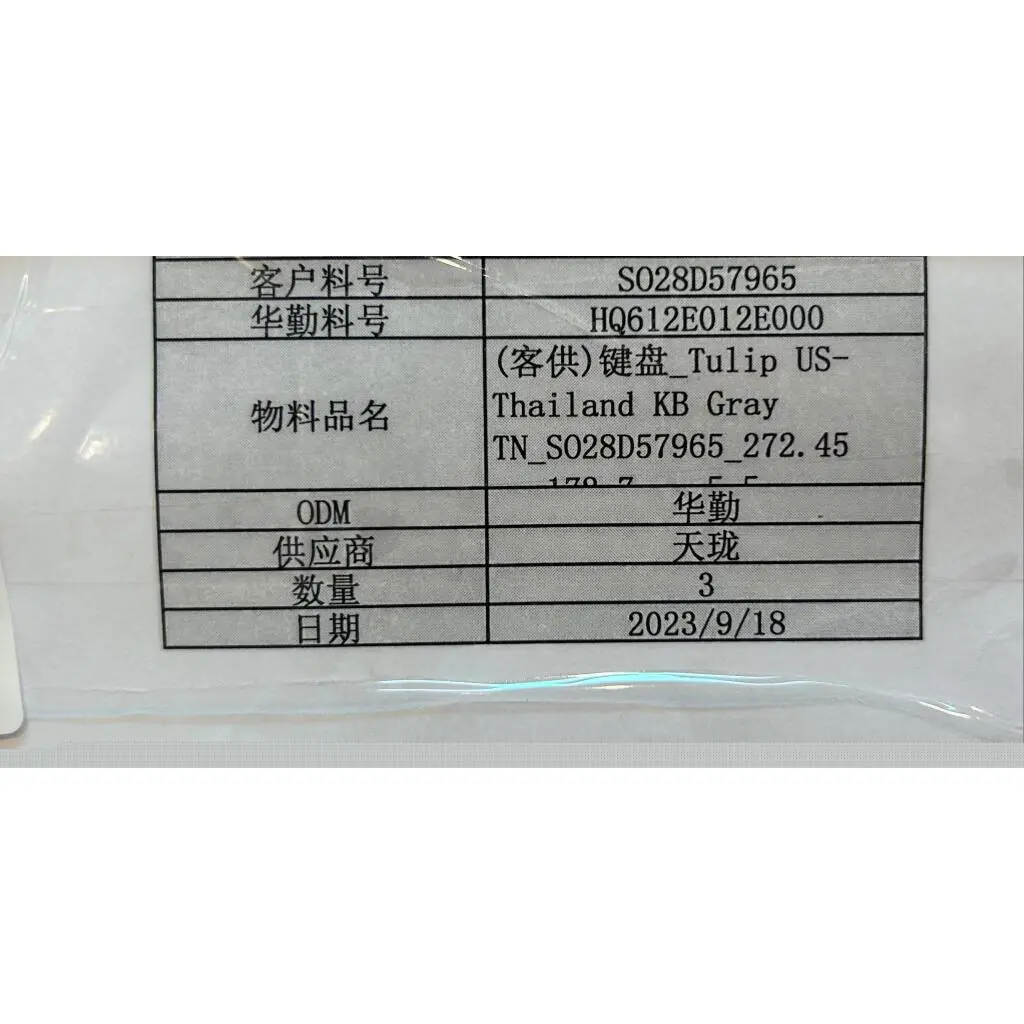 客户料号 SO28D57965
华勤料号 HQ612E012E000
物料品名 (客供)键盘_Tulip US-
Thailand KB Gray
TN_SO28D57965_272.45
ODM 华勤
供应商 天珑
数量 3
日期 2023/9/18